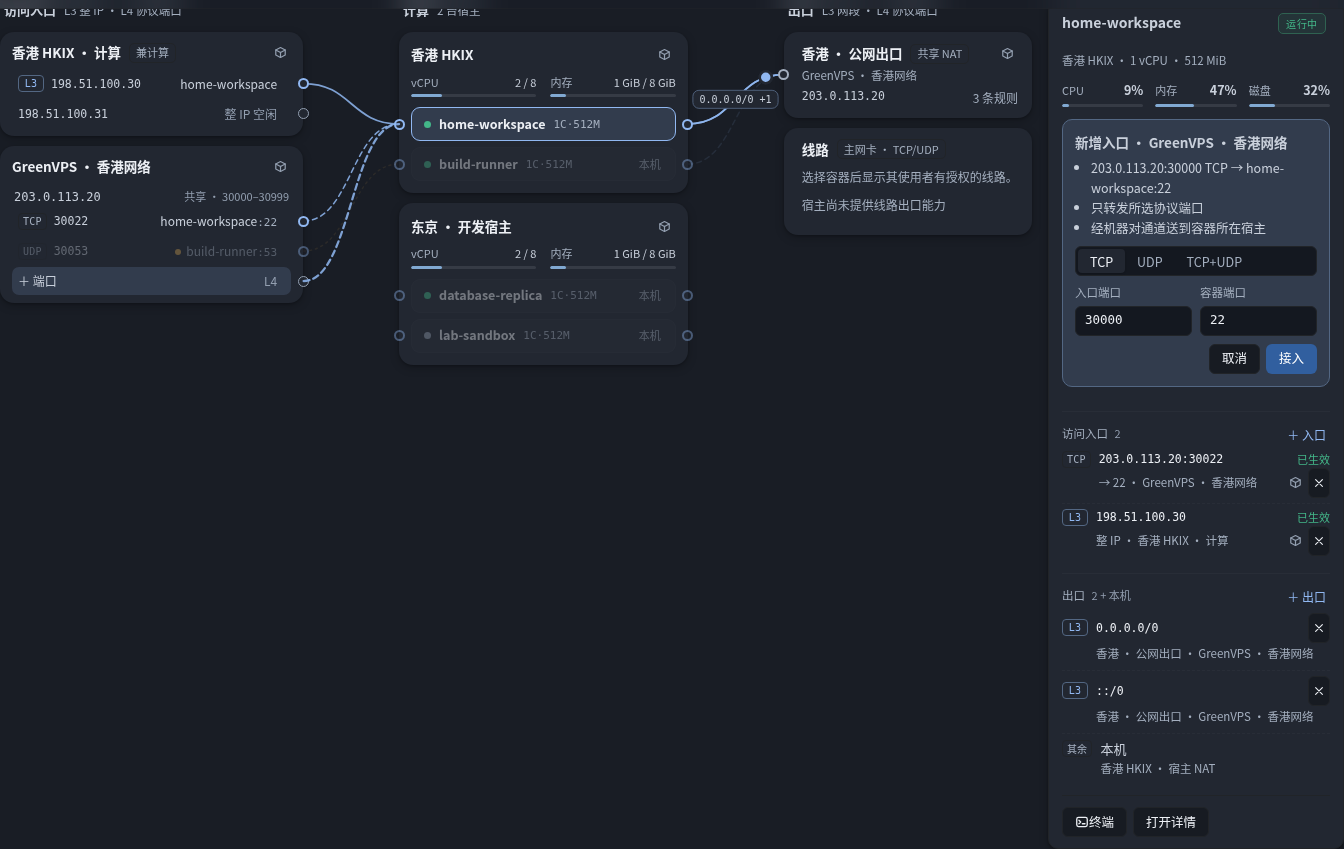 访问入口 L3 整 IP · L4 协议端口
香港 HKIX · 计算 兼计算
L3 198.51.100.30 home-workspace
198.51.100.31 整 IP 空闲
GreenVPS · 香港网络
203.0.113.20 共享 · 30000–30999
TCP 30022 home-workspace:22
UDP 30053 build-runner:53
+ 端口 L4
计算 2 台宿主
香港 HKIX
vCPU 2 / 8 内存 1 GiB / 8 GiB
home-workspace 1C·512M
build-runner 1C·512M 本机
东京 · 开发宿主
vCPU 2 / 8 内存 1 GiB / 8 GiB
database-replica 1C·512M 本机
lab-sandbox 1C·512M 本机
0.0.0.0/0 +1
出口 L3 网段 · L4 协议端口
香港 · 公网出口 共享 NAT
GreenVPS · 香港网络
203.0.113.20 3 条规则
线路 主网卡 · TCP/UDP
选择容器后显示其使用者有授权的线路。
宿主尚未提供线路出口能力
home-workspace 运行中
香港 HKIX · 1 vCPU · 512 MiB
CPU 9% 内存 47% 磁盘 32%
新增入口 · GreenVPS · 香港网络
• 203.0.113.20:30000 TCP → home-
workspace:22
• 只转发所选协议端口
• 经机器对通道送到容器所在宿主
TCP UDP TCP+UDP
入口端口 容器端口
30000 22
取消 接入
访问入口 2 + 入口
TCP 203.0.113.20:30022 已生效
→ 22 · GreenVPS · 香港网络
L3 198.51.100.30 已生效
整 IP · 香港 HKIX · 计算
出口 2 + 本机 + 出口
L3 0.0.0.0/0
香港 · 公网出口 · GreenVPS · 香港网络
L3 ::/0
香港 · 公网出口 · GreenVPS · 香港网络
其余 本机
香港 HKIX · 宿主 NAT
终端 打开详情